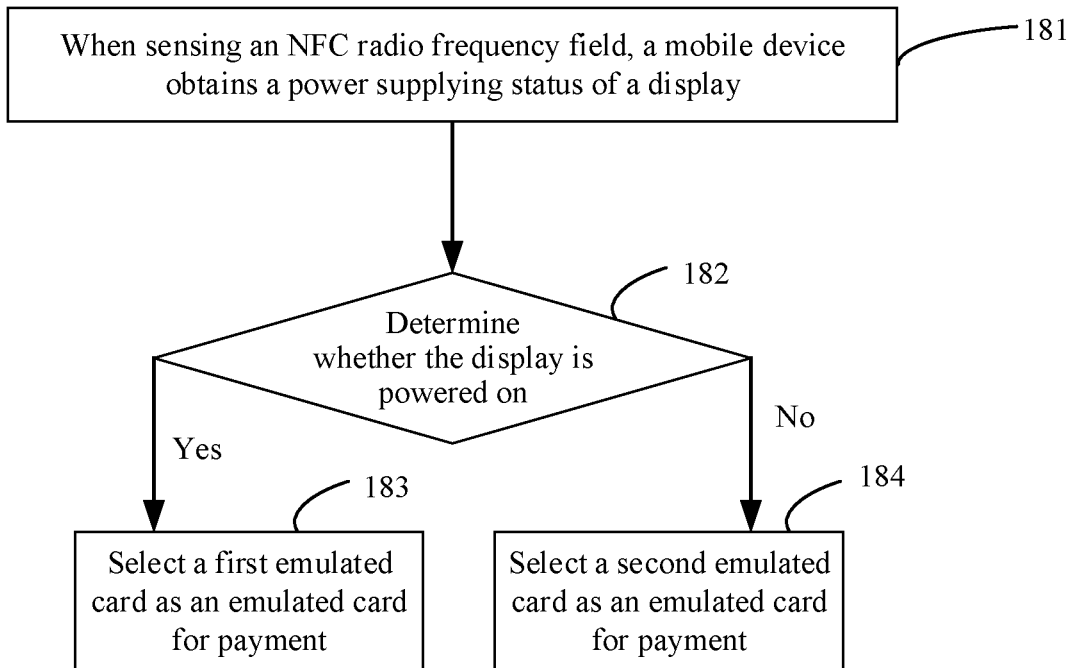 When sensing an NFC radio frequency field, a mobile device
obtains a power supplying status of a display
181
182
Determine
whether the display is
powered on
Yes
No
183
184
Select a first emulated
card as an emulated card
for payment
Select a second emulated
card as an emulated card
for payment